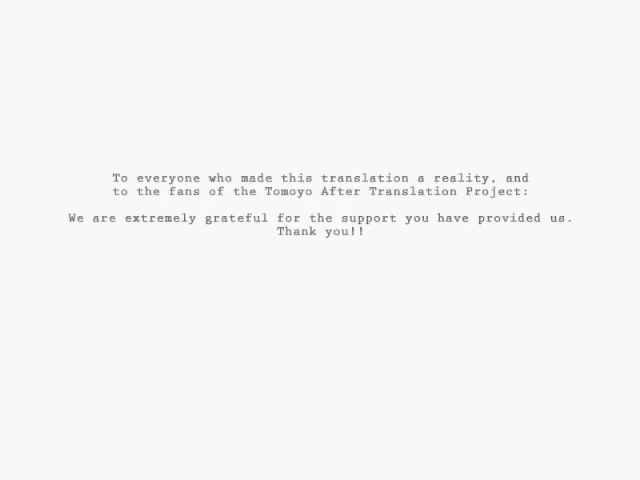 To everyone who made this translation a reality, and
to the fans of the Tomoyo After Translation Project:
We are extremely grateful for the support you have provided us.
Thank you!!